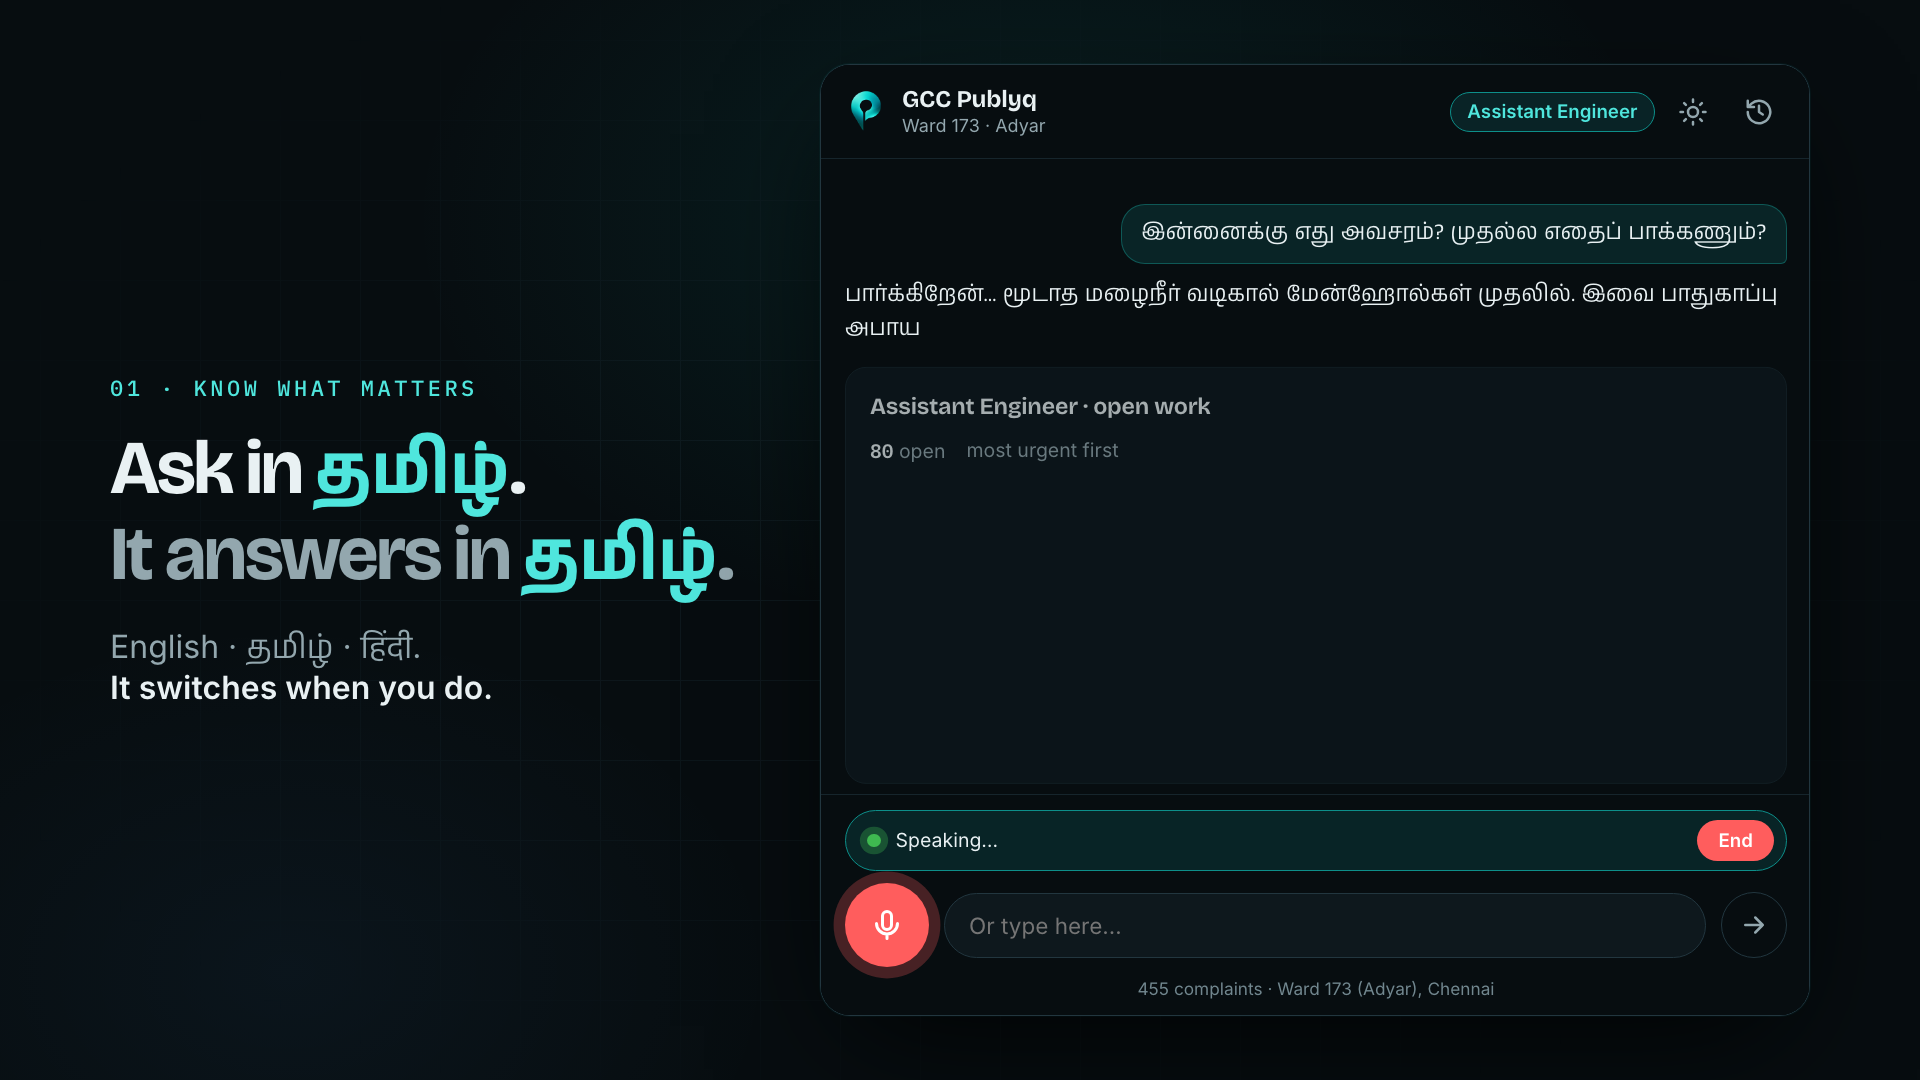 01 · KNOW WHAT MATTERS
Ask in தமிழ்.
It answers in தமிழ்.
English · தமிழ் · हिंदी.
It switches when you do.
GCC Publyq
Ward 173 · Adyar
Assistant Engineer
இன்னைக்கு எது அவசரம்? முதல்ல எதைப் பாக்கணும்?
பார்க்கிறேன்... மூடாத மழைநீர் வடிகால் மேன்ஹோல்கள் முதலில். இவை பாதுகாப்பு
அபாய
Assistant Engineer · open work
80 open most urgent first
Speaking...
End
Or type here...
455 complaints · Ward 173 (Adyar), Chennai